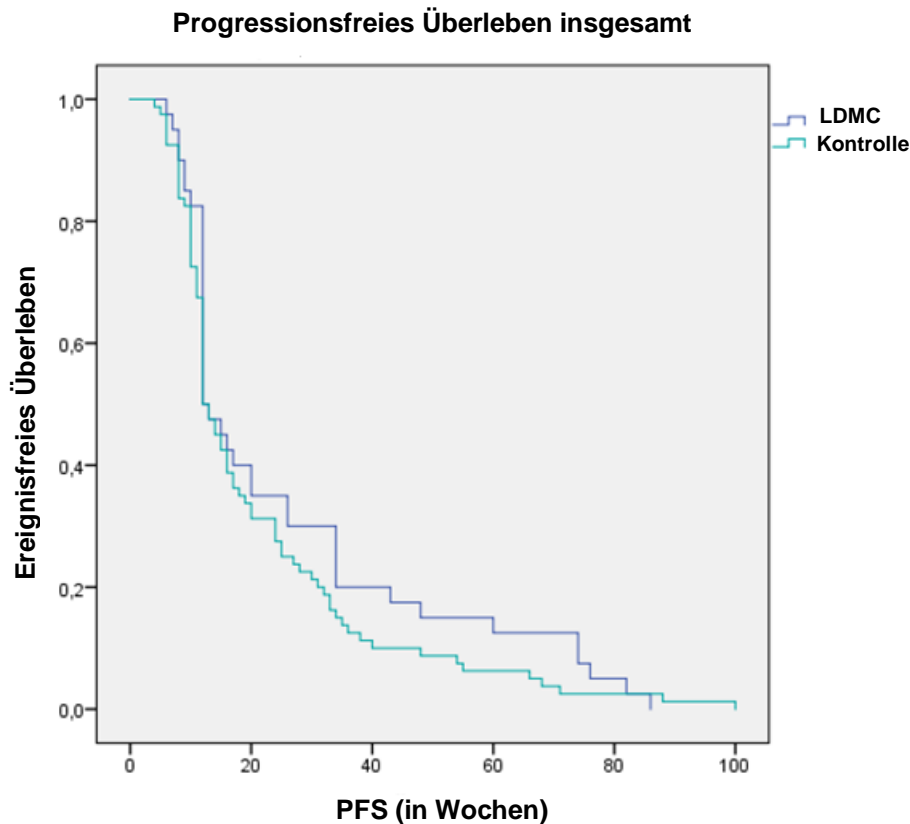 Progressionsfreies Überleben insgesamt
LDMC
Kontrolle
Ereignisfreies Überleben
1,0
0,8
0,6
0,4
0,2
0,0
0 20 40 60 80 100
PFS (in Wochen)